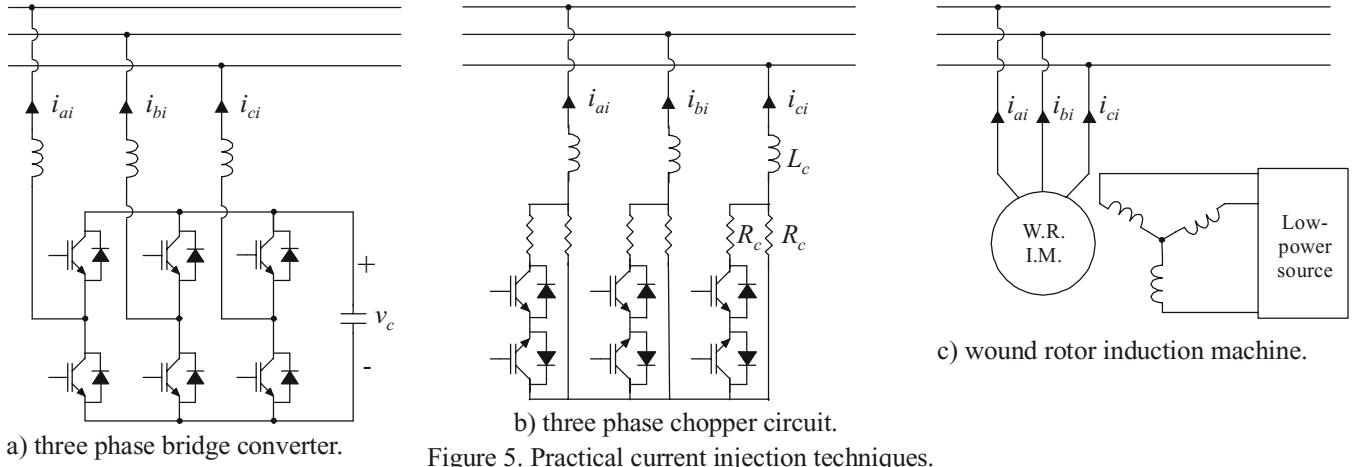 i_ai i_bi i_ci
+
v_c
-
a) three phase bridge converter.
i_ai i_bi i_ci
L_c
R_c R_c
b) three phase chopper circuit.
i_ai i_bi i_ci
W.R.
I.M.
Low-
power
source
c) wound rotor induction machine.
Figure 5. Practical current injection techniques.